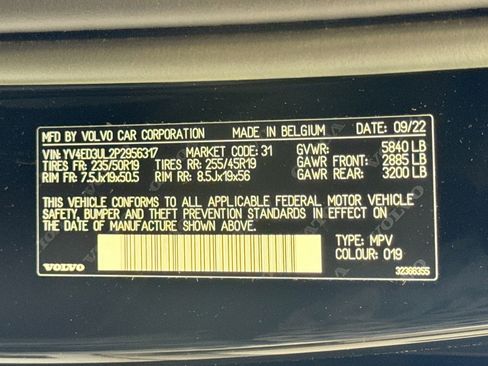 MFD. BY VOLVO CAR CORPORATION MADE IN BELGIUM DATE: 09/22
VIN: YV4ED3UL2P2956317 MARKET CODE: 31 GVWR: 5840 LB
TIRES FR: 235/50R19 TIRES RR: 255/45R19 GAWR FRONT: 2885 LB
RIM FR: 7.5Jx19x50.5 RIM RR: 8.5Jx19x56 GAWR REAR: 3200 LB
THIS VEHICLE CONFORMS TO ALL APPLICABLE FEDERAL MOTOR VEHICLE
SAFETY, BUMPER AND THEFT PREVENTION STANDARDS IN EFFECT ON
THE DATE OF MANUFACTURE SHOWN ABOVE.
TYPE: MPV
COLOUR: 019
VOLVO 32366355